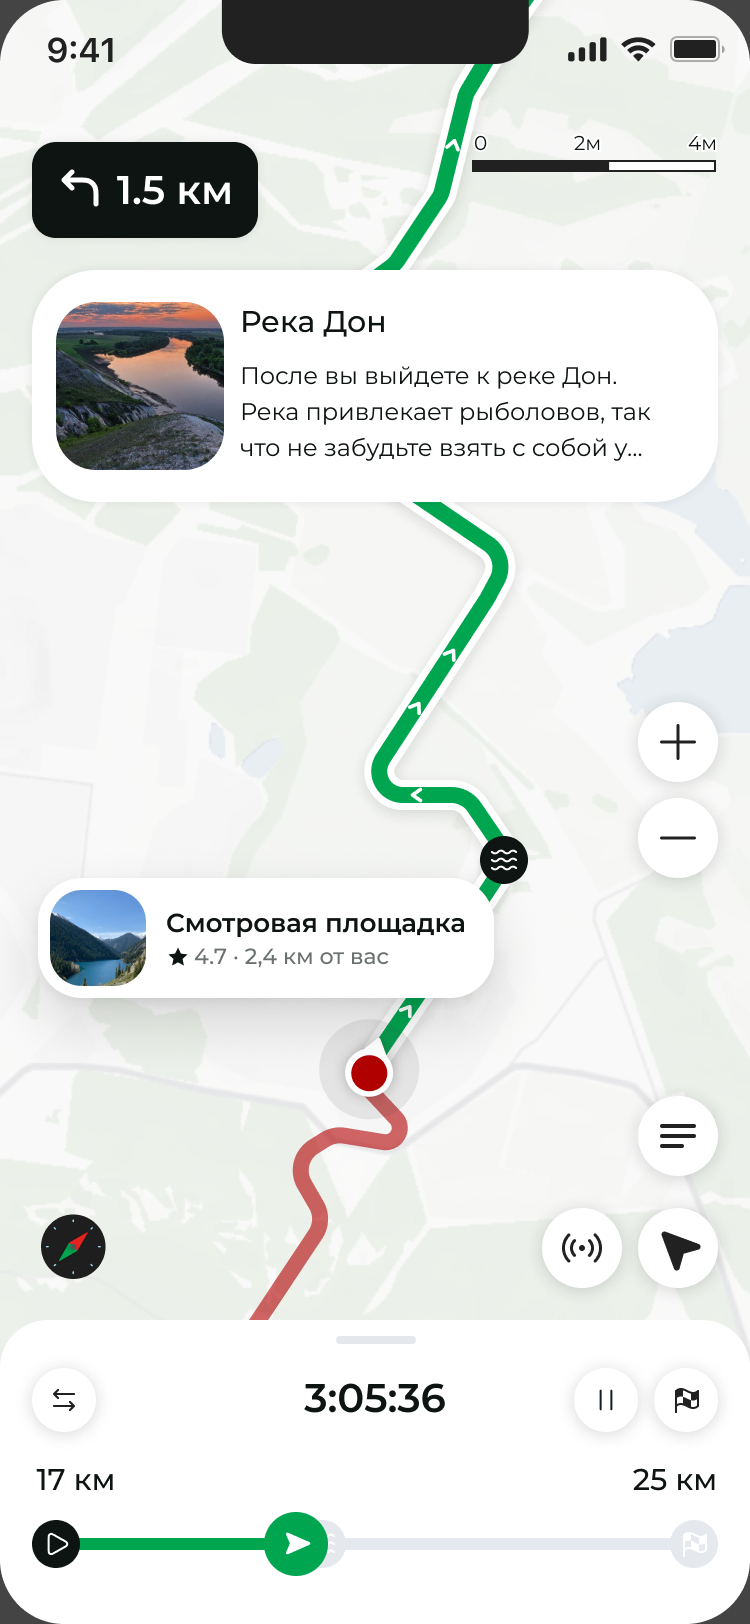 9:41
0 2м 4м
1.5 км
Река Дон
После вы выйдете к реке Дон.
Река привлекает рыболовов, так
что не забудьте взять с собой у...
Смотровая площадка
4.7 · 2,4 км от вас
3:05:36
17 км 25 км